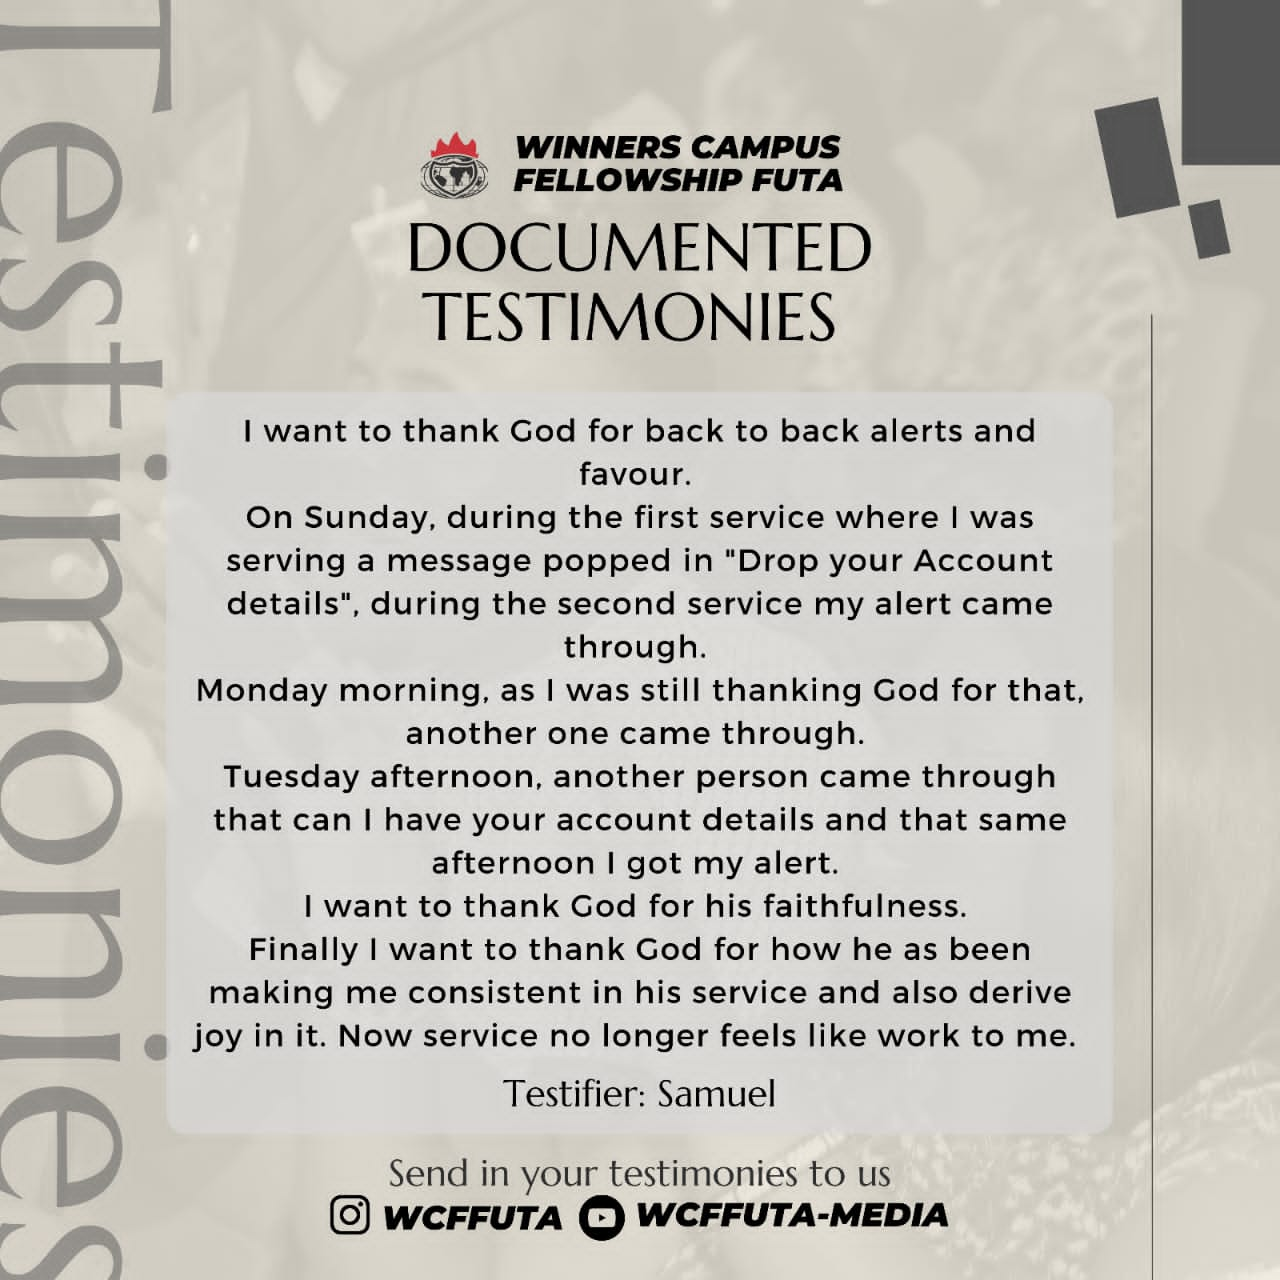 Testimonies
WINNERS CAMPUS
FELLOWSHIP FUTA
DOCUMENTED
TESTIMONIES
I want to thank God for back to back alerts and
favour.
On Sunday, during the first service where I was
serving a message popped in "Drop your Account
details", during the second service my alert came
through.
Monday morning, as I was still thanking God for that,
another one came through.
Tuesday afternoon, another person came through
that can I have your account details and that same
afternoon I got my alert.
I want to thank God for his faithfulness.
Finally I want to thank God for how he as been
making me consistent in his service and also derive
joy in it. Now service no longer feels like work to me.
Testifier: Samuel
Send in your testimonies to us
WCFFUTA WCFFUTA-MEDIA